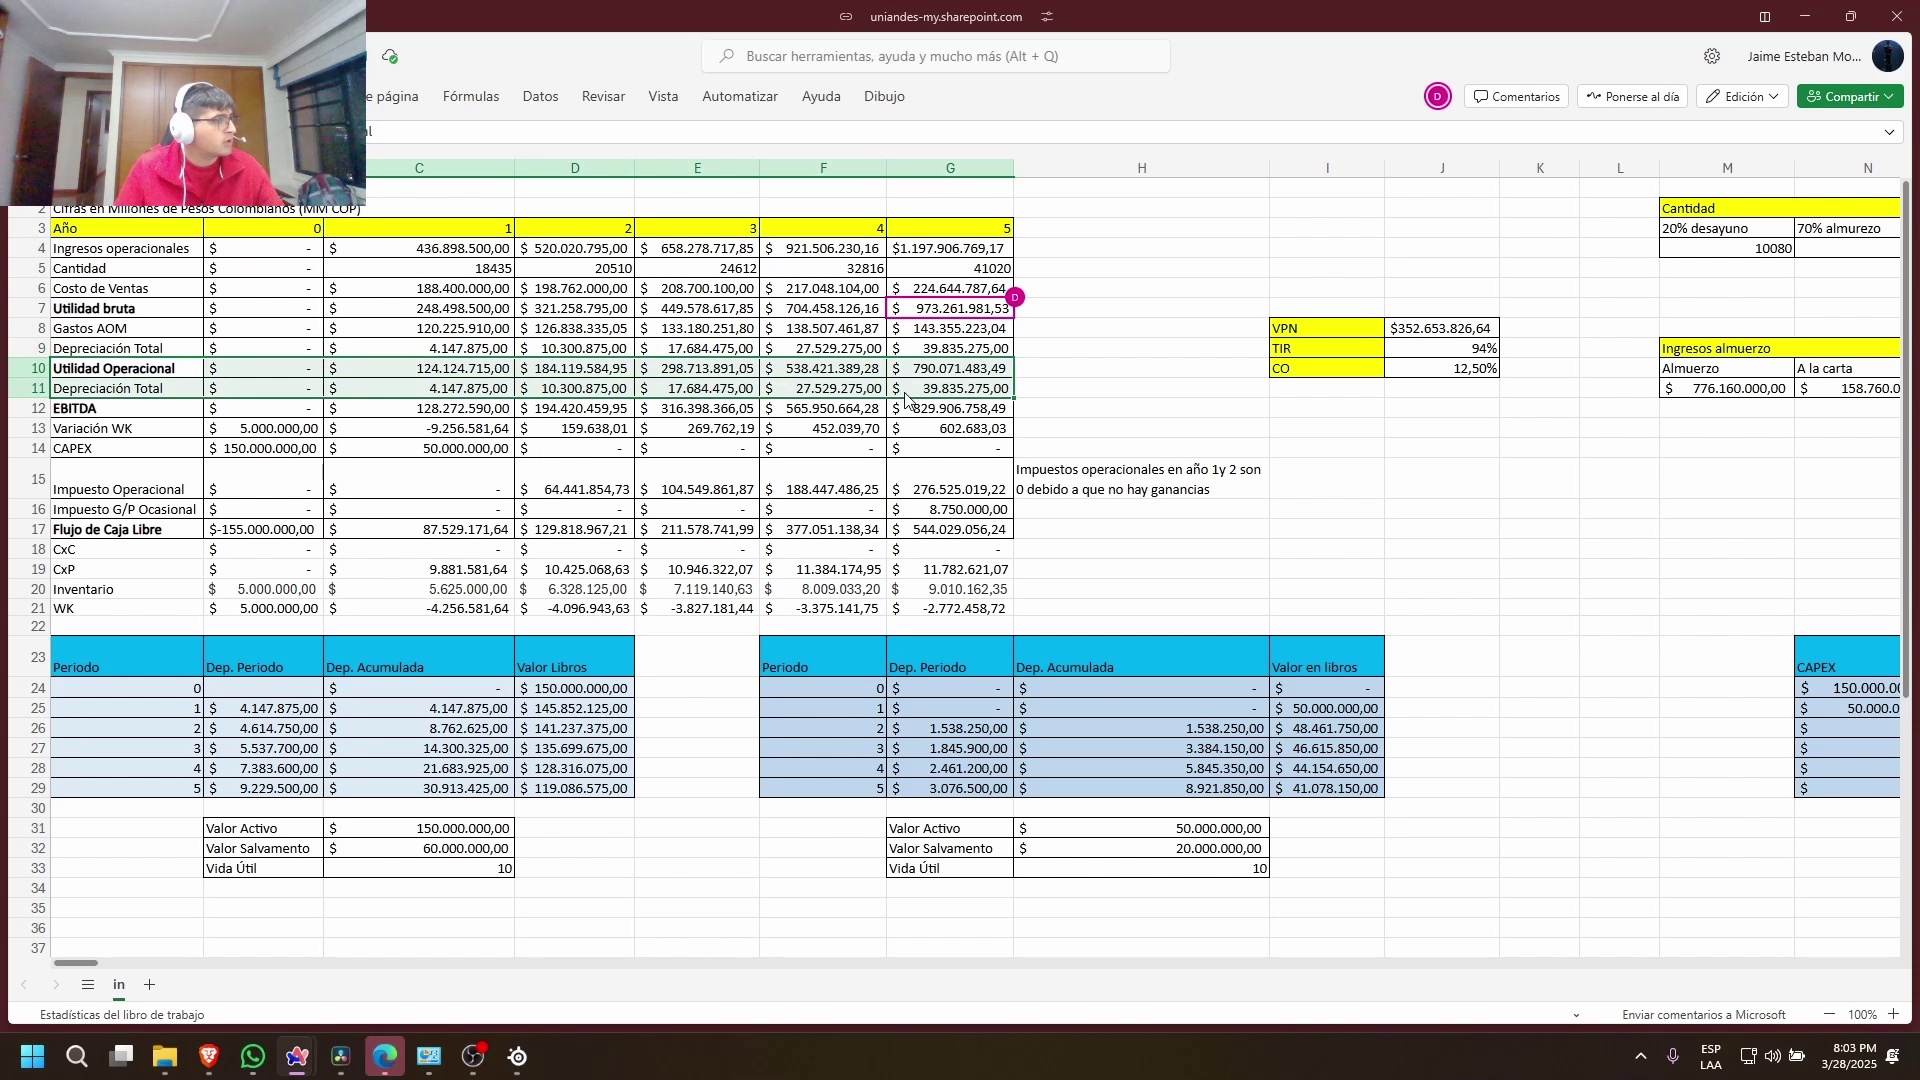 uniandes-my.sharepoint.com
Buscar herramientas, ayuda y mucho más (Alt + Q)
Jaime Esteban Mo...
e página Fórmulas Datos Revisar Vista Automatizar Ayuda Dibujo
D Comentarios Ponerse al día Edición Compartir
al
C D E F G H I J K L M N
2 Cifras en Millones de Pesos Colombianos (MM COP) Cantidad
3 Año 0 1 2 3 4 5 20% desayuno 70% almurezo
4 Ingresos operacionales $ - $ 436.898.500,00 $ 520.020.795,00 $ 658.278.717,85 $ 921.506.230,16 $1.197.906.769,17 10080
5 Cantidad $ - 18435 20510 24612 32816 41020
6 Costo de Ventas $ - $ 188.400.000,00 $ 198.762.000,00 $ 208.700.100,00 $ 217.048.104,00 $ 224.644.787,64
D
7 Utilidad bruta $ - $ 248.498.500,00 $ 321.258.795,00 $ 449.578.617,85 $ 704.458.126,16 $ 973.261.981,53
8 Gastos AOM $ - $ 120.225.910,00 $ 126.838.335,05 $ 133.180.251,80 $ 138.507.461,87 $ 143.355.223,04 VPN $352.653.826,64
9 Depreciación Total $ - $ 4.147.875,00 $ 10.300.875,00 $ 17.684.475,00 $ 27.529.275,00 $ 39.835.275,00 TIR 94% Ingresos almuerzo
10 Utilidad Operacional $ - $ 124.124.715,00 $ 184.119.584,95 $ 298.713.891,05 $ 538.421.389,28 $ 790.071.483,49 CO 12,50% Almuerzo A la carta
11 Depreciación Total $ - $ 4.147.875,00 $ 10.300.875,00 $ 17.684.475,00 $ 27.529.275,00 $ 39.835.275,00 $ 776.160.000,00 $ 158.760.0
12 EBITDA $ - $ 128.272.590,00 $ 194.420.459,95 $ 316.398.366,05 $ 565.950.664,28 $ 829.906.758,49
13 Variación WK $ 5.000.000,00 $ -9.256.581,64 $ 159.638,01 $ 269.762,19 $ 452.039,70 $ 602.683,03
14 CAPEX $ 150.000.000,00 $ 50.000.000,00 $ - $ - $ - $ -
Impuestos operacionales en año 1y 2 son
15 Impuesto Operacional $ - $ - $ 64.441.854,73 $ 104.549.861,87 $ 188.447.486,25 $ 276.525.019,22 0 debido a que no hay ganancias
16 Impuesto G/P Ocasional $ - $ - $ - $ - $ - $ 8.750.000,00
17 Flujo de Caja Libre $-155.000.000,00 $ 87.529.171,64 $ 129.818.967,21 $ 211.578.741,99 $ 377.051.138,34 $ 544.029.056,24
18 CxC $ - $ - $ - $ - $ - $ -
19 CxP $ - $ 9.881.581,64 $ 10.425.068,63 $ 10.946.322,07 $ 11.384.174,95 $ 11.782.621,07
20 Inventario $ 5.000.000,00 $ 5.625.000,00 $ 6.328.125,00 $ 7.119.140,63 $ 8.009.033,20 $ 9.010.162,35
21 WK $ 5.000.000,00 $ -4.256.581,64 $ -4.096.943,63 $ -3.827.181,44 $ -3.375.141,75 $ -2.772.458,72
22
23 Periodo Dep. Periodo Dep. Acumulada Valor Libros Periodo Dep. Periodo Dep. Acumulada Valor en libros CAPEX
24 0 $ - $ 150.000.000,00 0 $ - $ - $ - $ 150.000.00
25 1 $ 4.147.875,00 $ 4.147.875,00 $ 145.852.125,00 1 $ - $ - $ 50.000.000,00 $ 50.000.0
26 2 $ 4.614.750,00 $ 8.762.625,00 $ 141.237.375,00 2 $ 1.538.250,00 $ 1.538.250,00 $ 48.461.750,00 $
27 3 $ 5.537.700,00 $ 14.300.325,00 $ 135.699.675,00 3 $ 1.845.900,00 $ 3.384.150,00 $ 46.615.850,00 $
28 4 $ 7.383.600,00 $ 21.683.925,00 $ 128.316.075,00 4 $ 2.461.200,00 $ 5.845.350,00 $ 44.154.650,00 $
29 5 $ 9.229.500,00 $ 30.913.425,00 $ 119.086.575,00 5 $ 3.076.500,00 $ 8.921.850,00 $ 41.078.150,00 $
30
31 Valor Activo $ 150.000.000,00 Valor Activo $ 50.000.000,00
32 Valor Salvamento $ 60.000.000,00 Valor Salvamento $ 20.000.000,00
33 Vida Útil 10 Vida Útil 10
34
35
36
37
in
Estadísticas del libro de trabajo Enviar comentarios a Microsoft 100%
ESP LAA
8:03 PM
3/28/2025